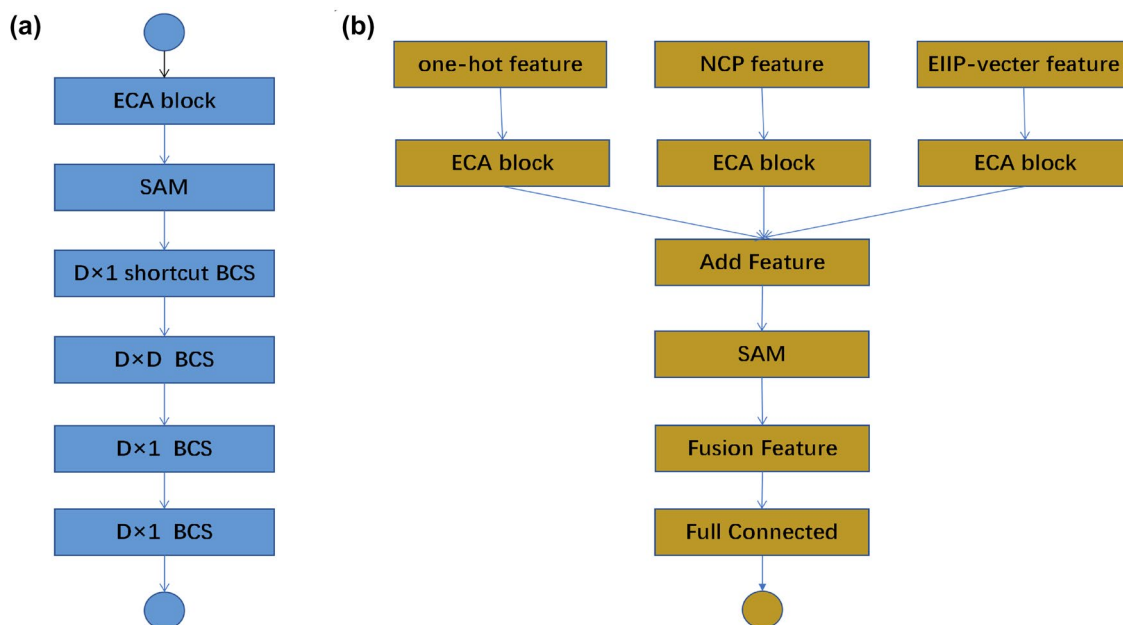 (a)
ECA block
SAM
D×1 shortcut BCS
D×D BCS
D×1 BCS
D×1 BCS
(b)
one-hot feature
NCP feature
EIIP-vecter feature
ECA block
ECA block
ECA block
Add Feature
SAM
Fusion Feature
Full Connected